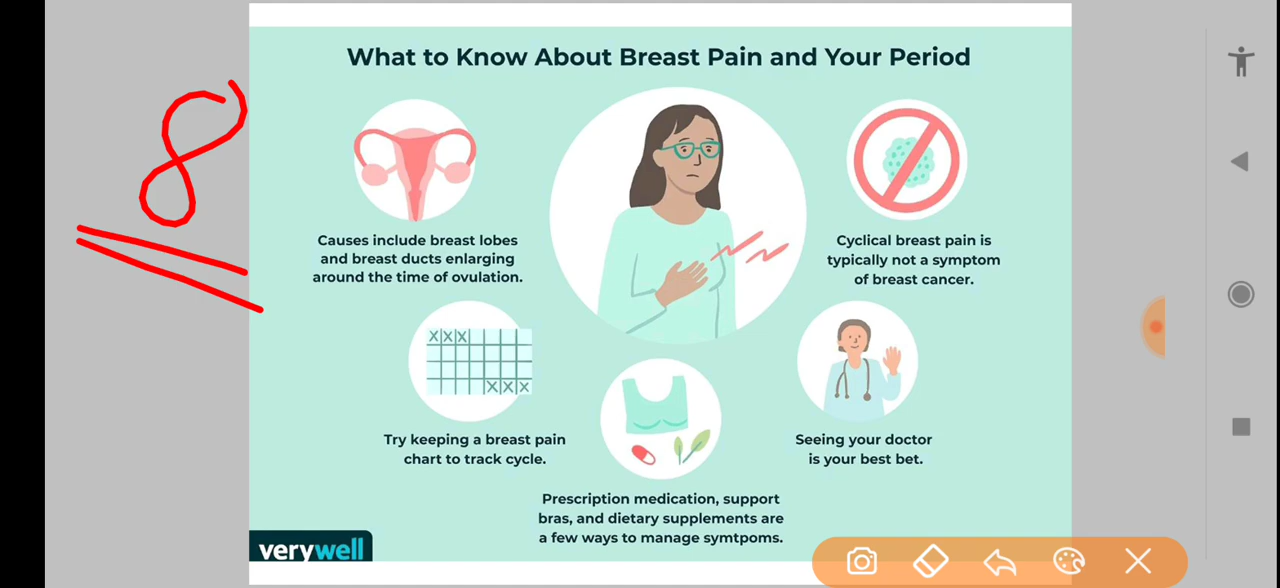 8
What to Know About Breast Pain and Your Period
Causes include breast lobes
and breast ducts enlarging
around the time of ovulation.
Cyclical breast pain is
typically not a symptom
of breast cancer.
XXX
XXX
Try keeping a breast pain
chart to track cycle.
Seeing your doctor
is your best bet.
Prescription medication, support
bras, and dietary supplements are
a few ways to manage symtpoms.
verywell